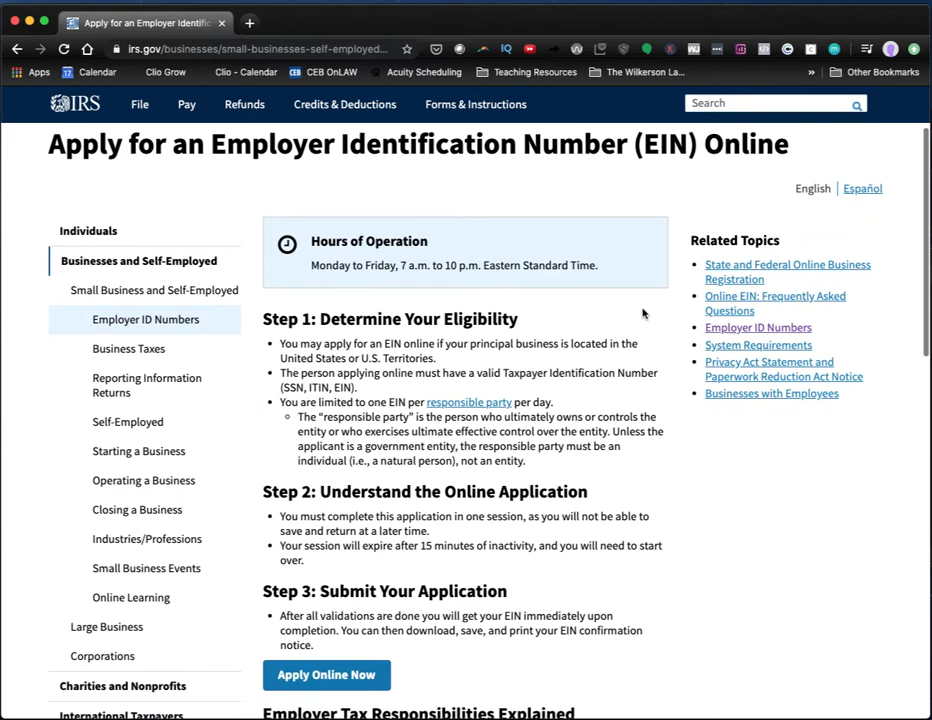 Apply for an Employer Identific
irs.gov/businesses/small-businesses-self-employed...
Apps
Calendar
Clio Grow
Clio - Calendar
CEB OnLAW
Acuity Scheduling
Teaching Resources
The Wilkerson La...
»
Other Bookmarks
IRS
File
Pay
Refunds
Credits & Deductions
Forms & Instructions
Search
Apply for an Employer Identification Number (EIN) Online
English
Español
Individuals
Businesses and Self-Employed
Small Business and Self-Employed
Employer ID Numbers
Business Taxes
Reporting Information
Returns
Self-Employed
Starting a Business
Operating a Business
Closing a Business
Industries/Professions
Small Business Events
Online Learning
Large Business
Corporations
Charities and Nonprofits
International Taxpayers
Hours of Operation
Monday to Friday, 7 a.m. to 10 p.m. Eastern Standard Time.
Step 1: Determine Your Eligibility
• You may apply for an EIN online if your principal business is located in the
United States or U.S. Territories.
• The person applying online must have a valid Taxpayer Identification Number
(SSN, ITIN, EIN).
• You are limited to one EIN per responsible party per day.
○ The “responsible party” is the person who ultimately owns or controls the
entity or who exercises ultimate effective control over the entity. Unless the
applicant is a government entity, the responsible party must be an
individual (i.e., a natural person), not an entity.
Step 2: Understand the Online Application
• You must complete this application in one session, as you will not be able to
save and return at a later time.
• Your session will expire after 15 minutes of inactivity, and you will need to start
over.
Step 3: Submit Your Application
• After all validations are done you will get your EIN immediately upon
completion. You can then download, save, and print your EIN confirmation
notice.
Apply Online Now
Employer Tax Responsibilities Explained
Related Topics
• State and Federal Online Business
Registration
• Online EIN: Frequently Asked
Questions
• Employer ID Numbers
• System Requirements
• Privacy Act Statement and
Paperwork Reduction Act Notice
• Businesses with Employees